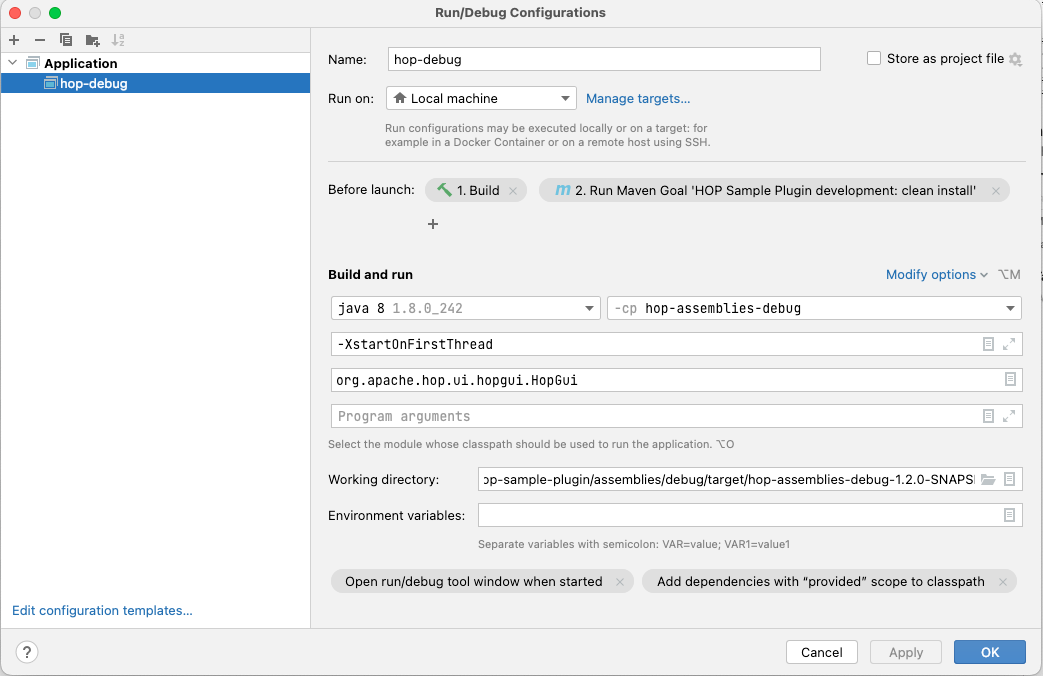 Run/Debug Configurations
Application
hop-debug
Name: hop-debug Store as project file
Run on: Local machine Manage targets...
Run configurations may be executed locally or on a target: for
example in a Docker Container or on a remote host using SSH.
Before launch: 1. Build 2. Run Maven Goal 'HOP Sample Plugin development: clean install'
Build and run Modify options ⌥M
java 8 1.8.0_242 -cp hop-assemblies-debug
-XstartOnFirstThread
org.apache.hop.ui.hopgui.HopGui
Program arguments
Select the module whose classpath should be used to run the application. ⌥O
Working directory: op-sample-plugin/assemblies/debug/target/hop-assemblies-debug-1.2.0-SNAPS
Environment variables:
Separate variables with semicolon: VAR=value; VAR1=value1
Open run/debug tool window when started Add dependencies with “provided” scope to classpath
Edit configuration templates...
? Cancel Apply OK